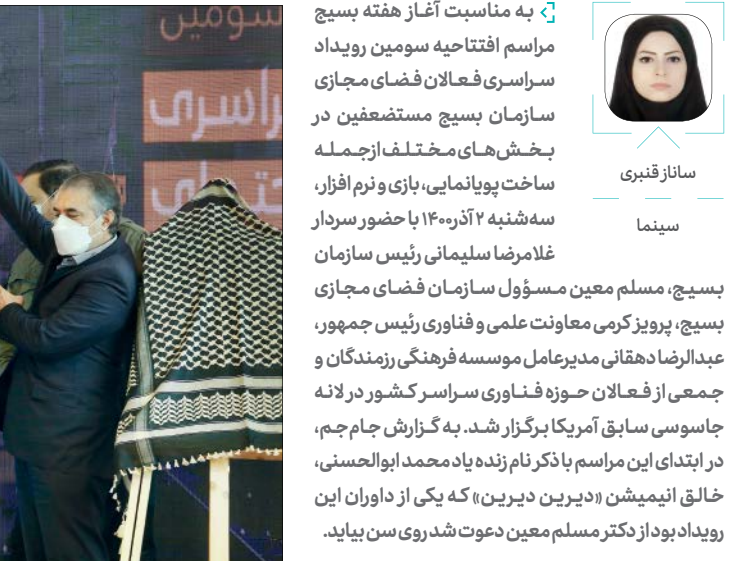 ساناز قنبری
سینما
به مناسبت آغاز هفته بسیج
مراسم افتتاحیه سومین رویداد
سراسری فعالان فضای مجازی
سازمان بسیج مستضعفین در
بخش‌های مختلف ازجمله
ساخت پویانمایی، بازی و نرم افزار،
سه‌شنبه ۲ آذر ۱۴۰۰ با حضور سردار
غلامرضا سلیمانی رئیس سازمان
بسیج، مسلم معین مسؤول سازمان فضای مجازی
بسیج، پرویز کرمی معاونت علمی و فناوری رئیس جمهور،
عبدالرضا دهقانی مدیرعامل موسسه فرهنگی رزمندگان و
جمعی از فعالان حوزه فناوری سراسر کشور در لانه
جاسوسی سابق آمریکا برگزار شد. به گزارش جام‌جم،
در ابتدای این مراسم با ذکر نام زنده یاد محمد ابوالحسنی،
خالق انیمیشن «دیرین دیرین» که یکی از داوران این
رویداد بود از دکتر مسلم معین دعوت شد روی سن بیاید.
سومین